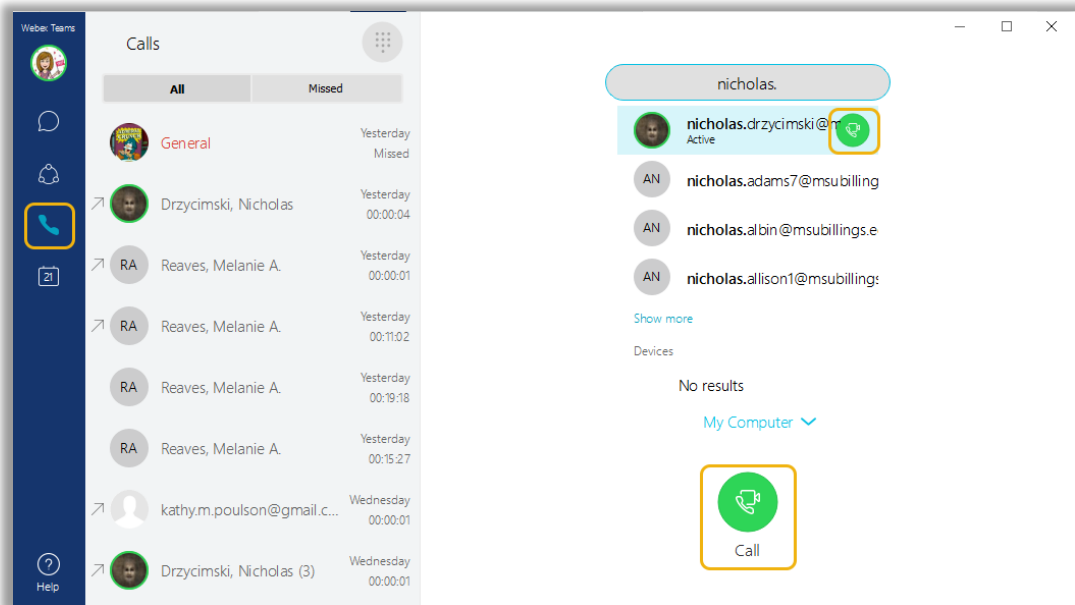 Webex Teams
21
Help
Calls
All Missed
General Yesterday
Missed
Drzycimski, Nicholas Yesterday
00:00:04
RA Reaves, Melanie A. Yesterday
00:00:01
RA Reaves, Melanie A. Yesterday
00:11:02
RA Reaves, Melanie A. Yesterday
00:19:18
RA Reaves, Melanie A. Yesterday
00:15:27
kathy.m.poulson@gmail.c... Wednesday
00:00:01
Drzycimski, Nicholas (3) Wednesday
00:00:01
nicholas.
nicholas.drzycimski@m
Active
AN nicholas.adams7@msubilling
AN nicholas.albin@msubillings.e
AN nicholas.allison1@msubillings
Show more
Devices
No results
My Computer
Call